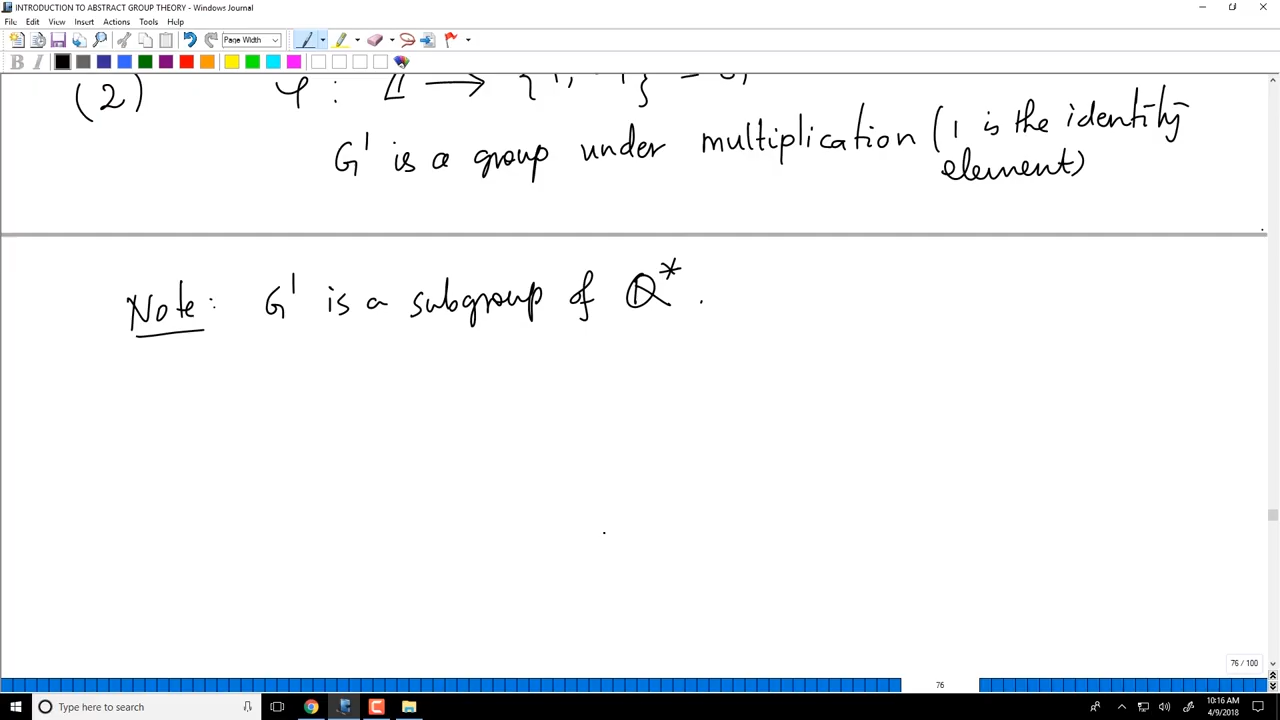 INTRODUCTION TO ABSTRACT GROUP THEORY - Windows Journal
File Edit View Insert Actions Tools Help
Page Width
B I
(2) φ : ℤ → {1, -1} = G'
G' is a group under multiplication (1 is the identity
element)
Note: G' is a subgroup of ℚ* .
76 / 100
76
Type here to search
10:16 AM
4/9/2018